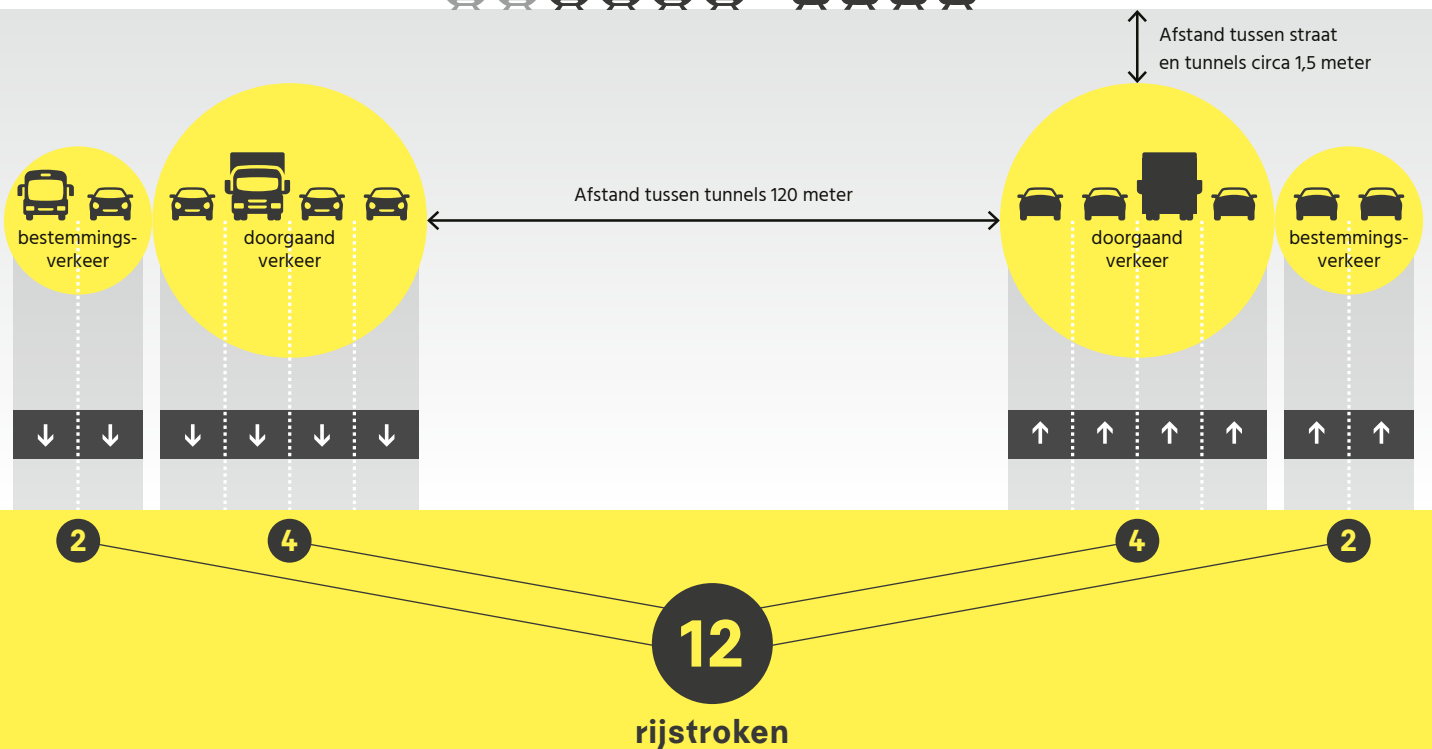 Afstand tussen straat
en tunnels circa 1,5 meter
Afstand tussen tunnels 120 meter
bestemmings-
verkeer
doorgaand
verkeer
doorgaand
verkeer
bestemmings-
verkeer
2
4
4
2
12
rijstroken